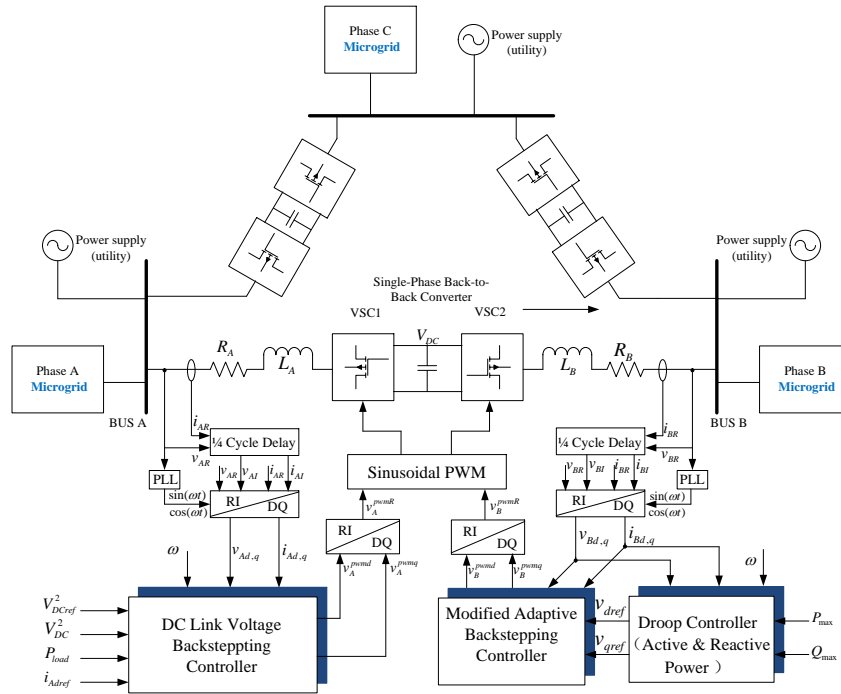 Phase C
Microgrid
Power supply
(utility)
Power supply
(utility)
Power supply
(utility)
Single-Phase Back-to-
Back Converter
VSC1
VSC2
V_DC
R_A
L_A
L_B
R_B
Phase A
Microgrid
Phase B
Microgrid
BUS A
BUS B
i_AR
v_AR
¼ Cycle Delay
v_AR v_AI i_AR i_AI
PLL
sin(ωt)
cos(ωt)
RI
DQ
v_Ad,q
i_Ad,q
ω
Sinusoidal PWM
v_A^pwmR
v_B^pwmR
RI
DQ
RI
DQ
v_A^pwmd
v_A^pwmq
v_B^pwmd
v_B^pwmq
i_BR
v_BR
¼ Cycle Delay
v_BR v_BI i_BR i_BI
PLL
sin(ωt)
cos(ωt)
RI
DQ
v_Bd,q
i_Bd,q
ω
V²_DCref
V²_DC
P_load
i_Adref
DC Link Voltage
Backsteppting
Controller
Modified Adaptive
Backstepping
Controller
v_dref
v_qref
Droop Controller
（Active & Reactive
Power ）
P_max
Q_max